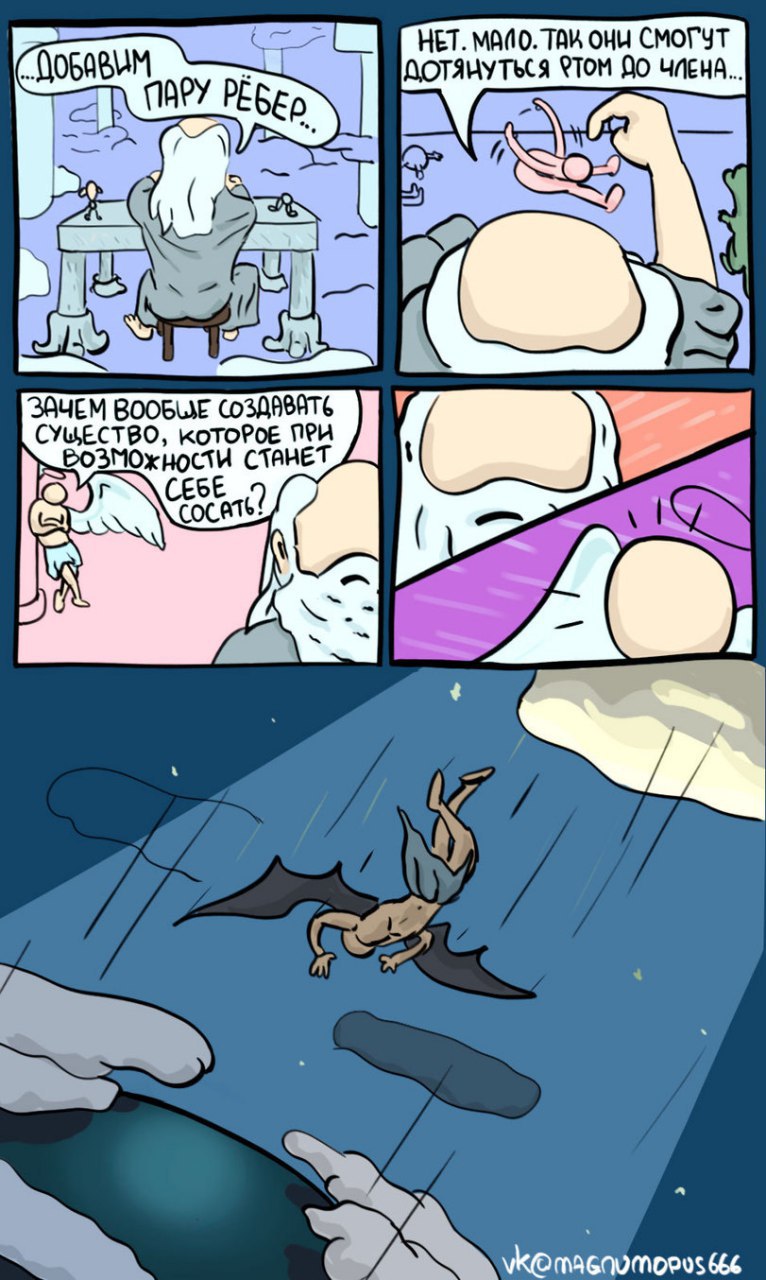 ...ДОБАВИМ
ПАРУ РЁБЕР...
НЕТ. МАЛО. ТАК ОНИ СМОГУТ
ДОТЯНУТЬСЯ РТОМ ДО ЧЛЕНА...
ЗАЧЕМ ВООБЩЕ СОЗДАВАТЬ
СУЩЕСТВО, КОТОРОЕ ПРИ
ВОЗМОЖНОСТИ СТАНЕТ
СЕБЕ
СОСАТЬ?
vk@MAGNUMOPUS666